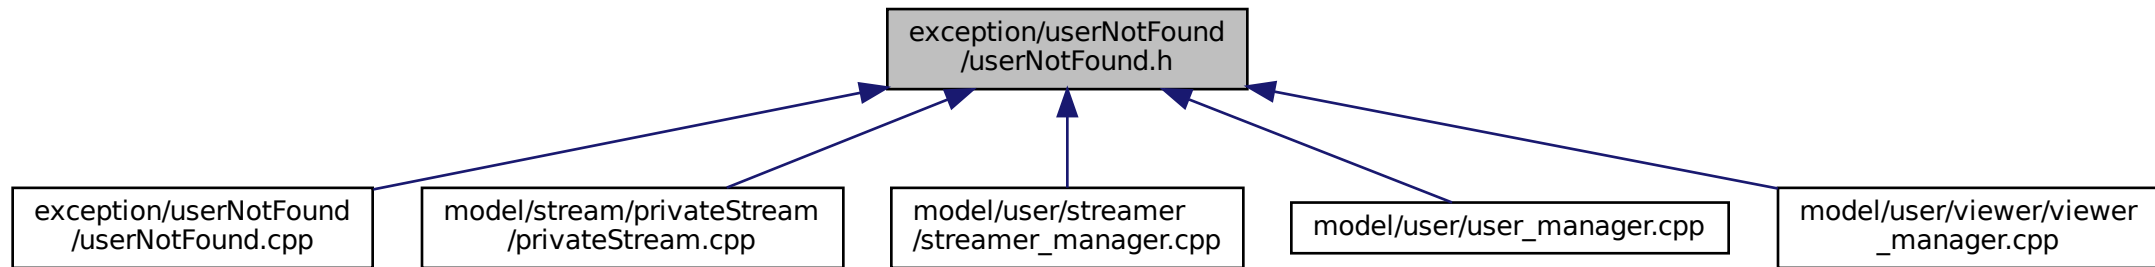 exception/userNotFound
/userNotFound.h
exception/userNotFound
/userNotFound.cpp
model/stream/privateStream
/privateStream.cpp
model/user/streamer
/streamer_manager.cpp
model/user/user_manager.cpp
model/user/viewer/viewer
_manager.cpp